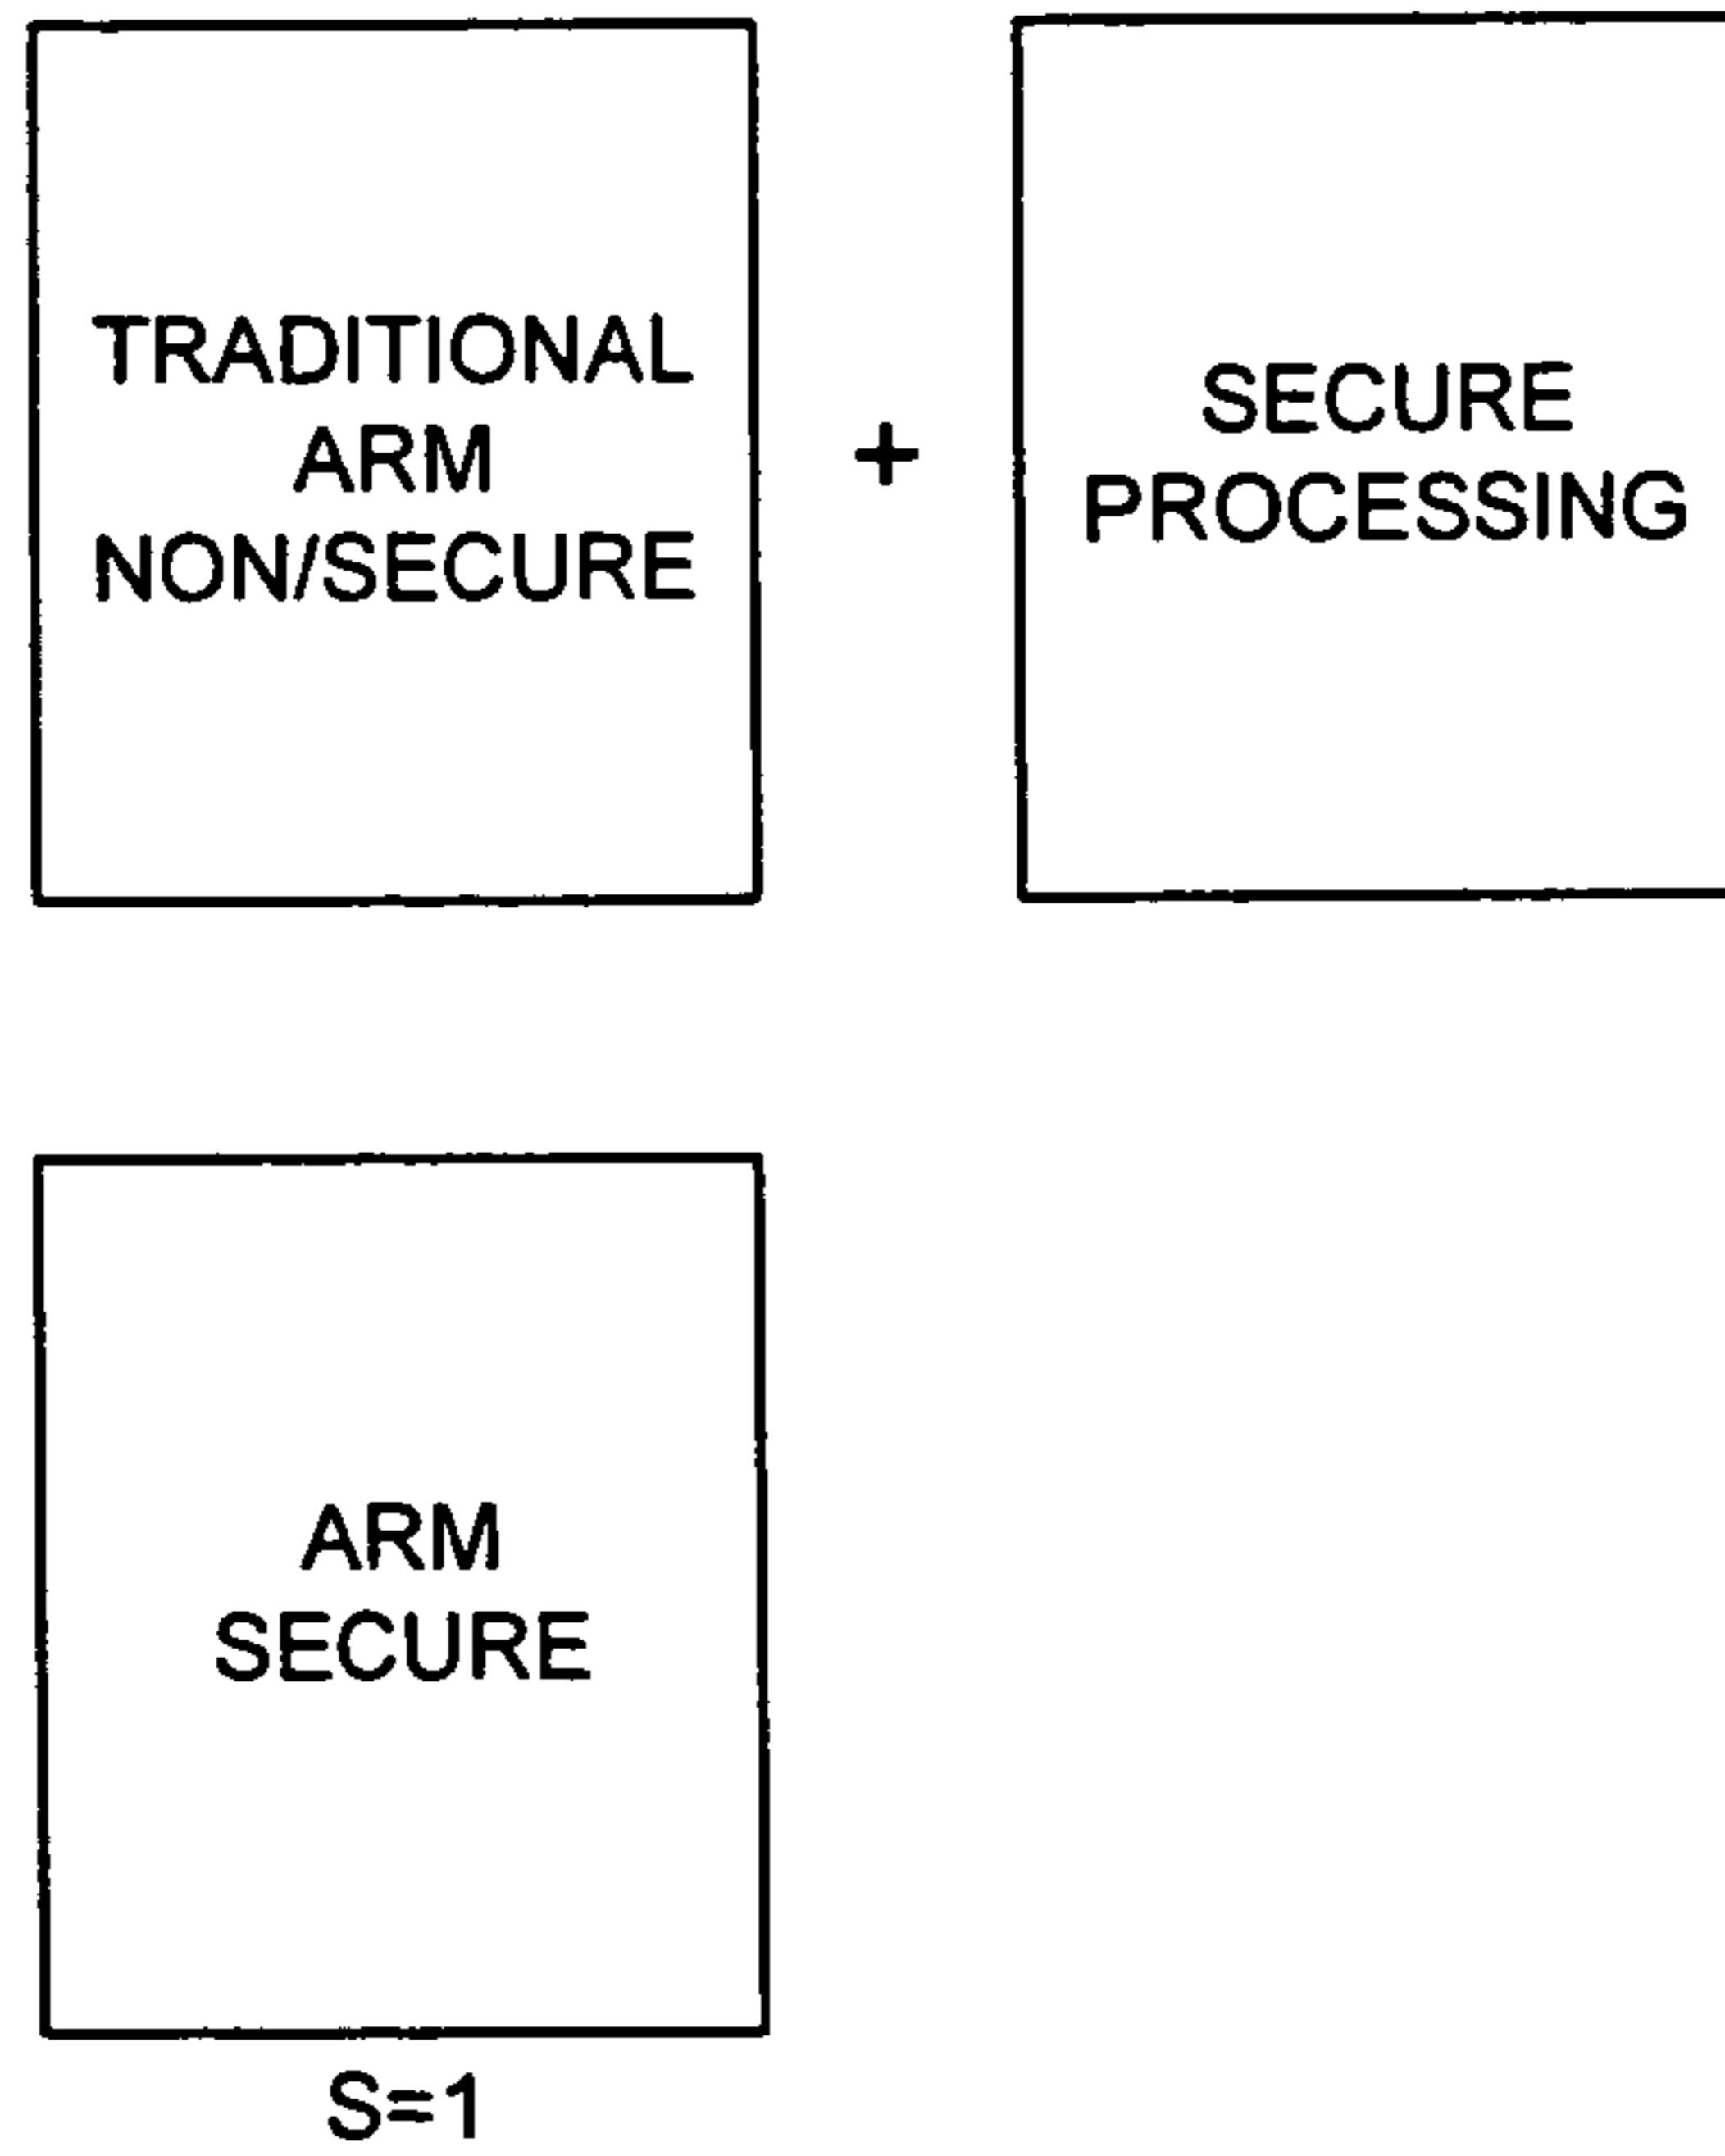 TRADITIONAL
ARM
NON/SECURE
+
SECURE
PROCESSING
ARM
SECURE
S=1